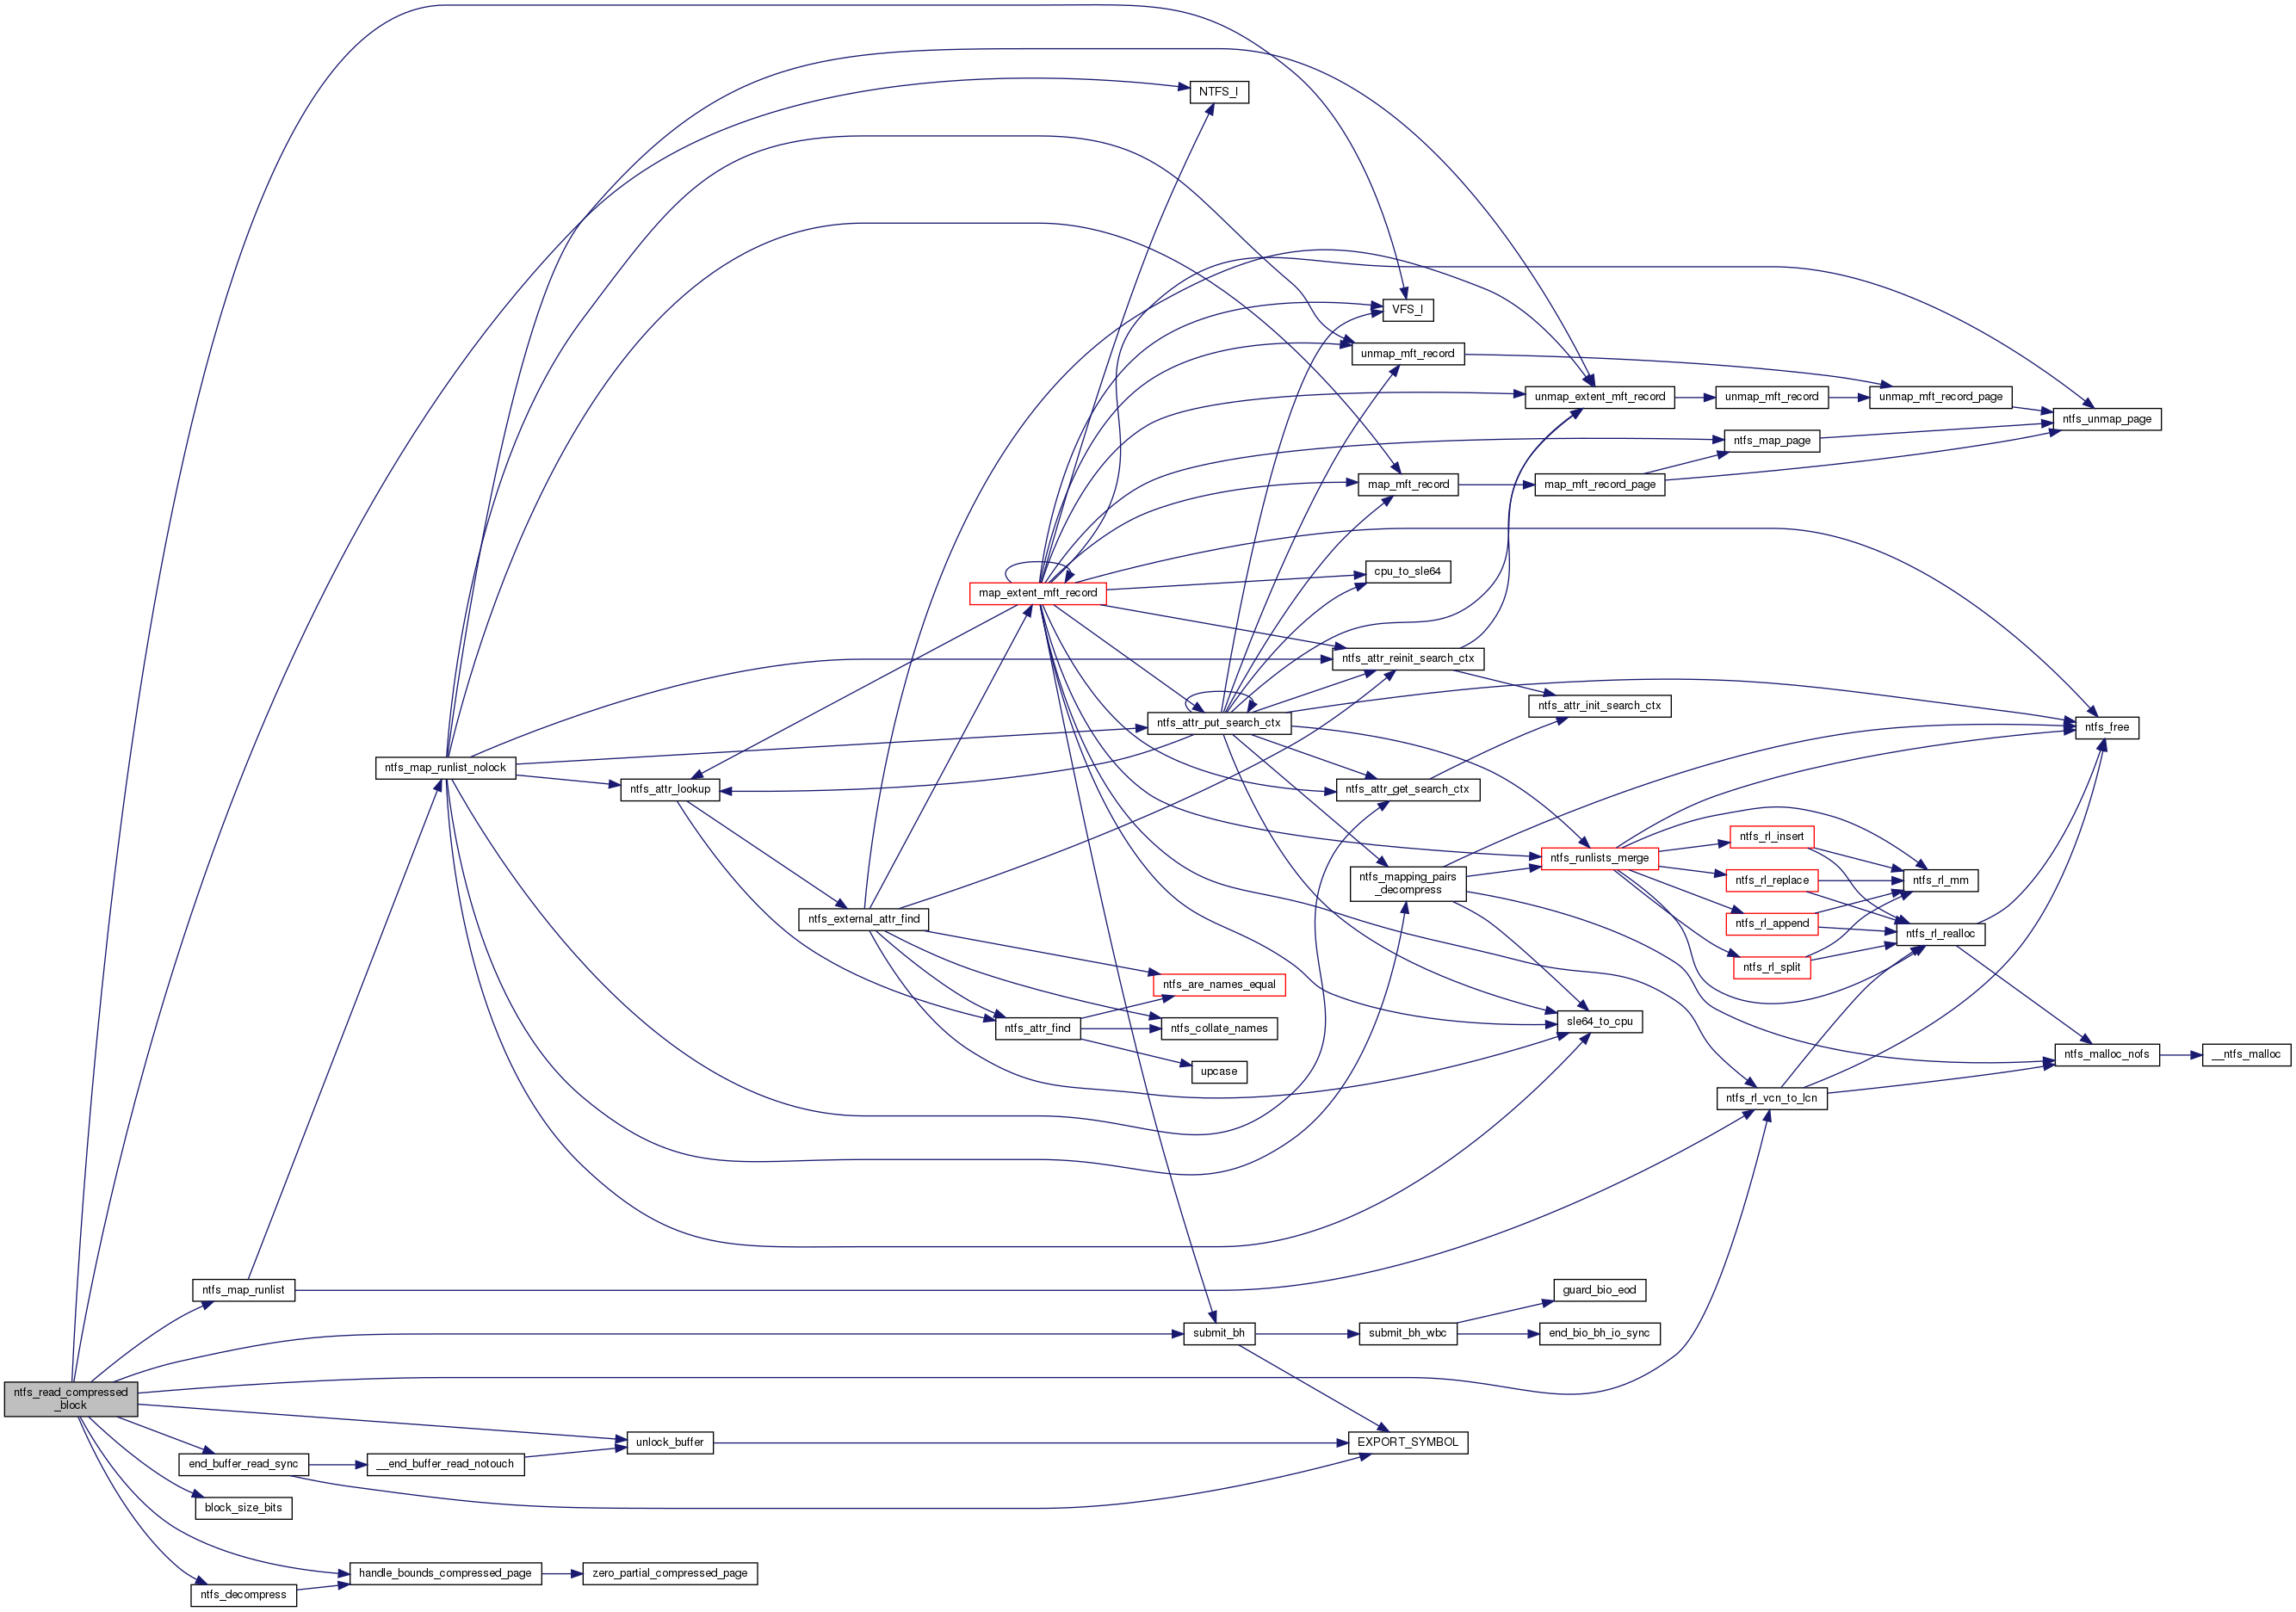 NTFS_I
VFS_I
unmap_mft_record
unmap_extent_mft_record
unmap_mft_record
unmap_mft_record_page
ntfs_unmap_page
ntfs_map_page
map_mft_record
map_mft_record_page
cpu_to_sle64
map_extent_mft_record
ntfs_attr_reinit_search_ctx
ntfs_attr_init_search_ctx
ntfs_attr_put_search_ctx
ntfs_free
ntfs_map_runlist_nolock
ntfs_attr_lookup
ntfs_attr_get_search_ctx
ntfs_rl_insert
ntfs_runlists_merge
ntfs_mapping_pairs
_decompress
ntfs_rl_replace
ntfs_rl_mm
ntfs_external_attr_find
ntfs_rl_append
ntfs_rl_realloc
ntfs_rl_split
ntfs_are_names_equal
ntfs_attr_find
ntfs_collate_names
sle64_to_cpu
upcase
ntfs_malloc_nofs
__ntfs_malloc
ntfs_rl_vcn_to_lcn
ntfs_map_runlist
guard_bio_eod
submit_bh
submit_bh_wbc
end_bio_bh_io_sync
ntfs_read_compressed
_block
unlock_buffer
EXPORT_SYMBOL
end_buffer_read_sync
__end_buffer_read_notouch
block_size_bits
handle_bounds_compressed_page
zero_partial_compressed_page
ntfs_decompress